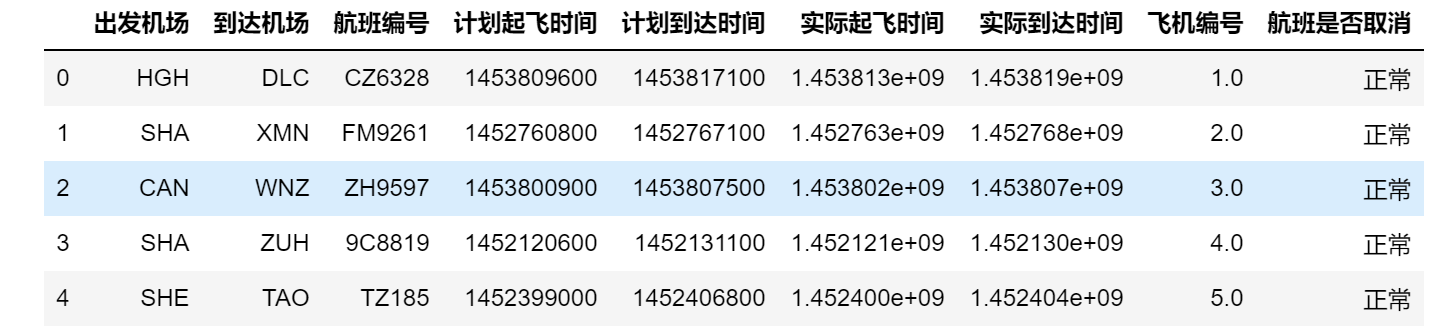 出发机场 到达机场 航班编号 计划起飞时间 计划到达时间 实际起飞时间 实际到达时间 飞机编号 航班是否取消
0 HGH DLC CZ6328 1453809600 1453817100 1.453813e+09 1.453819e+09 1.0 正常
1 SHA XMN FM9261 1452760800 1452767100 1.452763e+09 1.452768e+09 2.0 正常
2 CAN WNZ ZH9597 1453800900 1453807500 1.453802e+09 1.453807e+09 3.0 正常
3 SHA ZUH 9C8819 1452120600 1452131100 1.452121e+09 1.452130e+09 4.0 正常
4 SHE TAO TZ185 1452399000 1452406800 1.452400e+09 1.452404e+09 5.0 正常